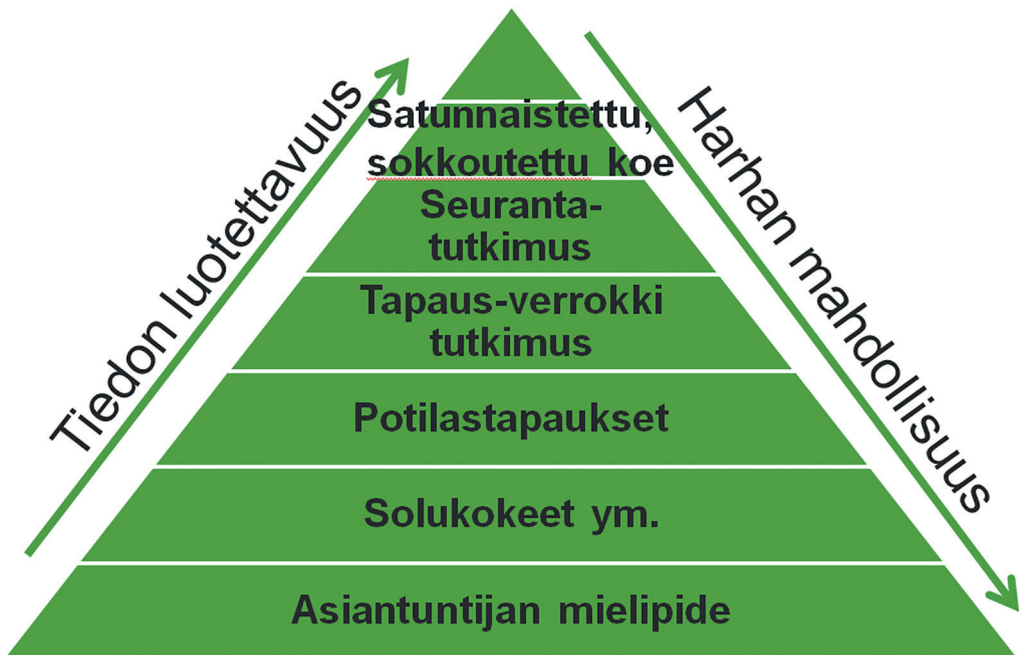 Tiedon luotettavuus
Harhan mahdollisuus
Satunnaistettu,
sokkoutettu koe
Seuranta-
tutkimus
Tapaus-verrokki
tutkimus
Potilastapaukset
Solukokeet ym.
Asiantuntijan mielipide